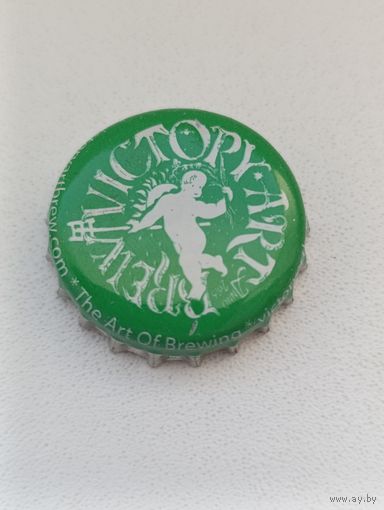 VICTORY·ART
BREW
com * The Art Of Brewing *
www.ay.by